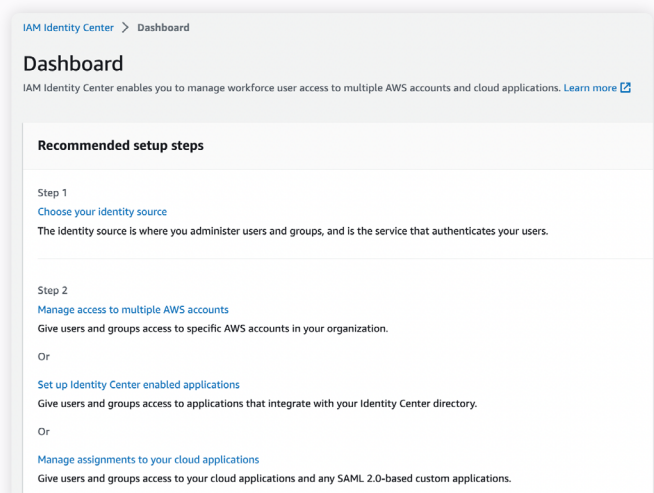 IAM Identity Center > Dashboard
Dashboard
IAM Identity Center enables you to manage workforce user access to multiple AWS accounts and cloud applications. Learn more
Recommended setup steps
Step 1
Choose your identity source
The identity source is where you administer users and groups, and is the service that authenticates your users.
Step 2
Manage access to multiple AWS accounts
Give users and groups access to specific AWS accounts in your organization.
Or
Set up Identity Center enabled applications
Give users and groups access to applications that integrate with your Identity Center directory.
Or
Manage assignments to your cloud applications
Give users and groups access to your cloud applications and any SAML 2.0-based custom applications.